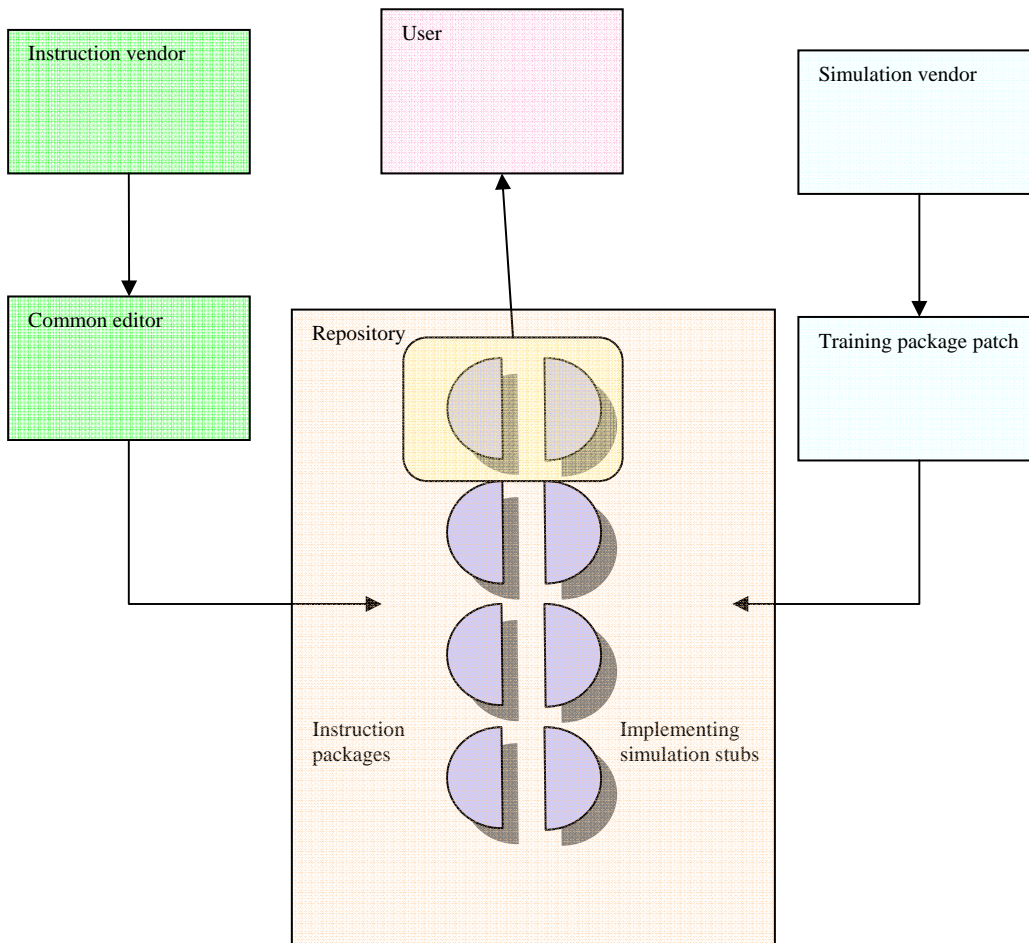 User
Instruction vendor
Simulation vendor
Common editor
Repository
Training package patch
Instruction
packages
Implementing
simulation stubs